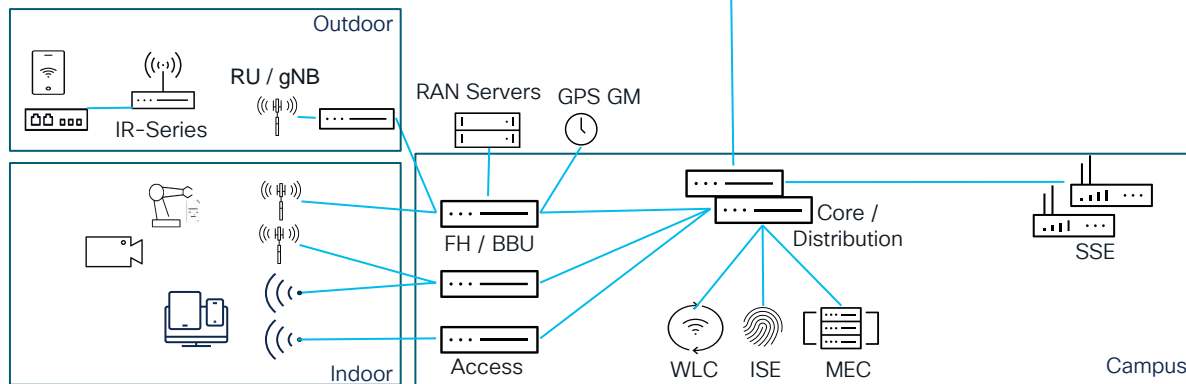 Outdoor
RU / gNB
IR-Series
RAN Servers
GPS GM
FH / BBU
Core /
Distribution
SSE
Access
WLC
ISE
MEC
Indoor
Campus